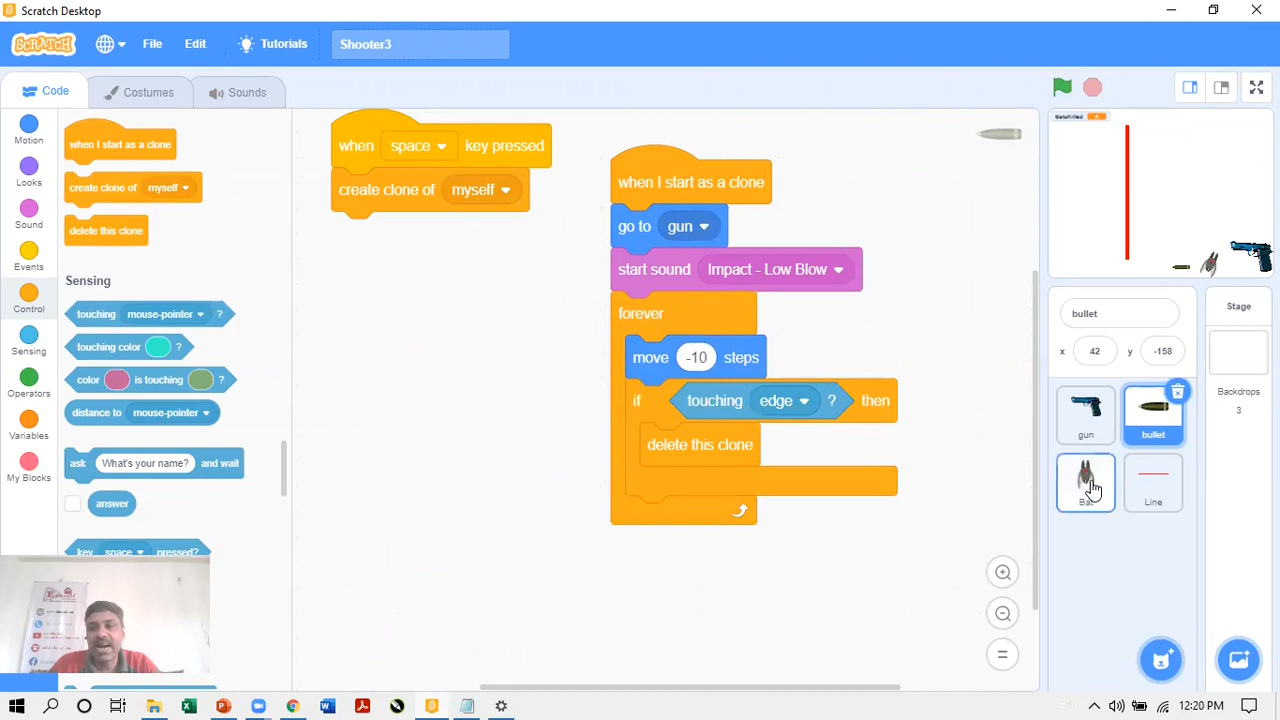 Scratch Desktop
SCRATCH
File
Edit
Tutorials
Shooter3
Code
Costumes
Sounds
Motion
Looks
Sound
Events
Control
Sensing
Operators
Variables
My Blocks
when I start as a clone
create clone of myself
delete this clone
Sensing
touching mouse-pointer ?
touching color ?
color is touching ?
distance to mouse-pointer
ask What's your name? and wait
answer
key space pressed?
when space key pressed
create clone of myself
when I start as a clone
go to gun
start sound Impact - Low Blow
forever
move -10 steps
if touching edge ? then
delete this clone
bullet
x 42 y -158
gun
bullet
Line
Stage
Backdrops
3
12:20 PM